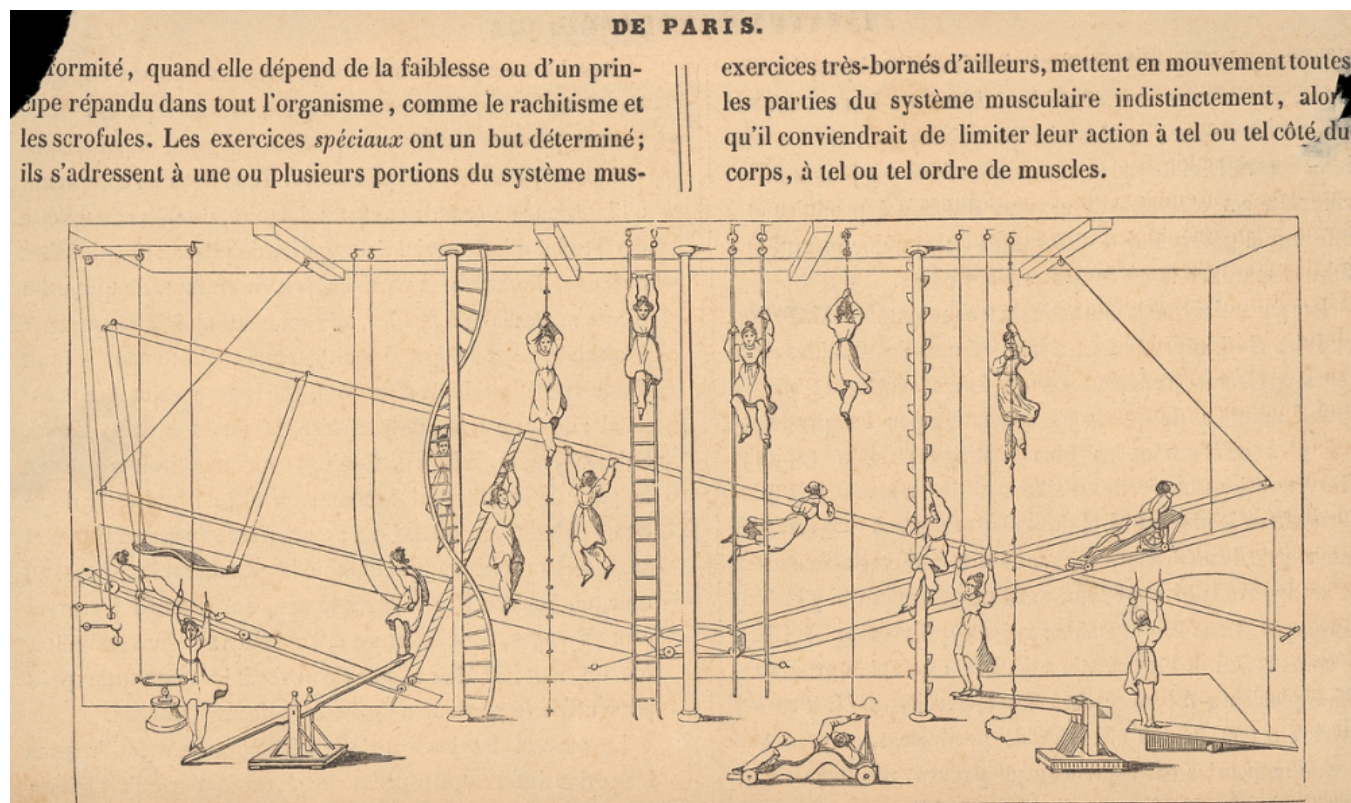 DE PARIS.
formité, quand elle dépend de la faiblesse ou d'un prin-
cipe répandu dans tout l'organisme, comme le rachitisme et
les scrofules. Les exercices spéciaux ont un but déterminé;
ils s'adressent à une ou plusieurs portions du système mus-
exercices très-bornés d'ailleurs, mettent en mouvement toutes
les parties du système musculaire indistinctement, alors
qu'il conviendrait de limiter leur action à tel ou tel côté du
corps, à tel ou tel ordre de muscles.